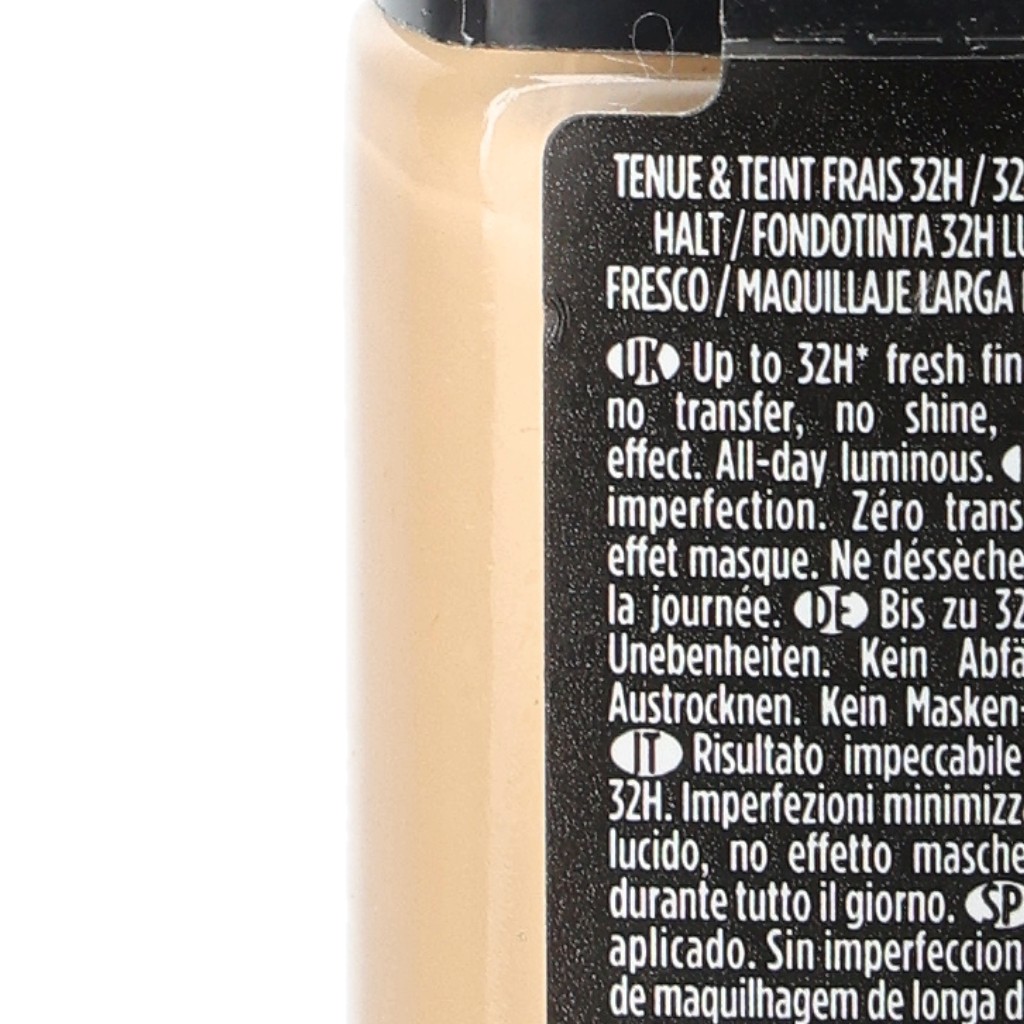 TENUE & TEINT FRAIS 32H / 32
HALT / FONDOTINTA 32H LU
FRESCO / MAQUILLAJE LARGA
UK Up to 32H* fresh fin
no transfer, no shine,
effect. All-day luminous.
imperfection. Zéro trans
effet masque. Ne déssèche
la journée. DE Bis zu 32
Unebenheiten. Kein Abfä
Austrocknen. Kein Masken-
IT Risultato impeccabile
32H. Imperfezioni minimizza
lucido, no effetto masche
durante tutto il giorno. SP
aplicado. Sin imperfeccion
de maquilhagem de longa d